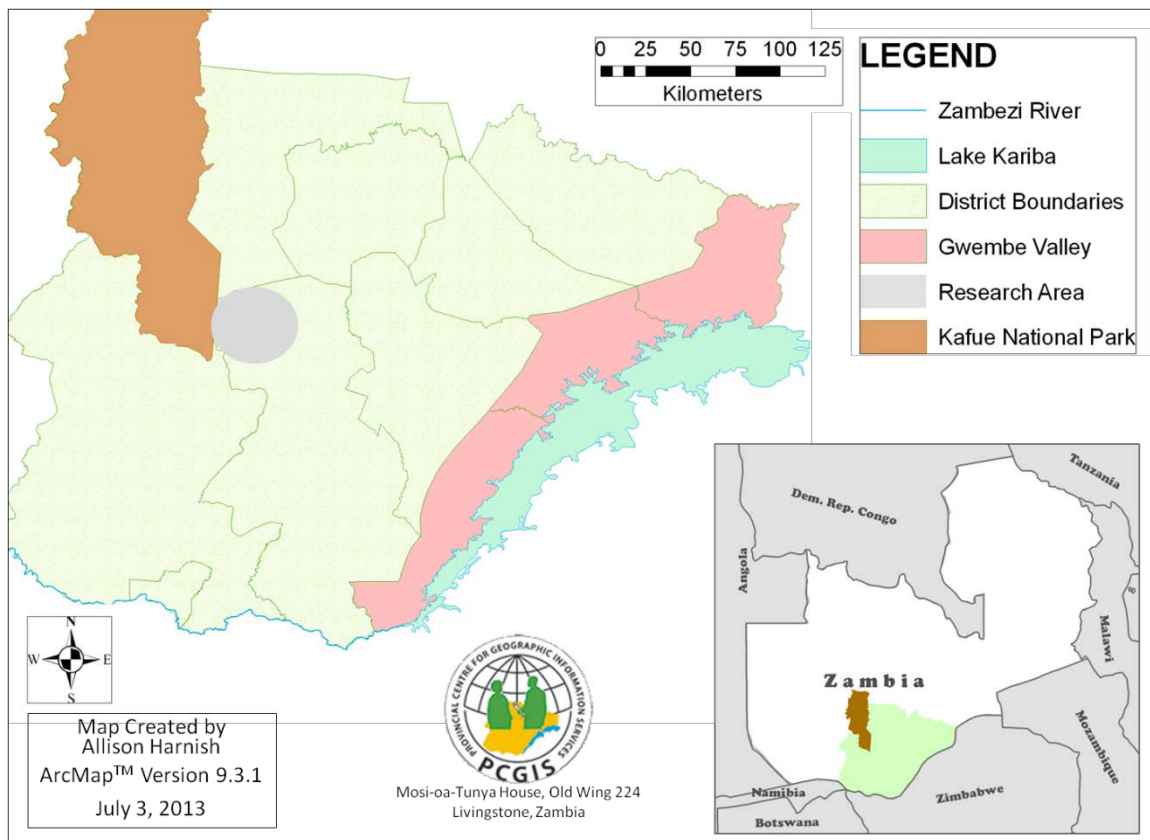 0 25 50 75 100 125
Kilometers
LEGEND
Zambezi River
Lake Kariba
District Boundaries
Gwembe Valley
Research Area
Kafue National Park
N
W E
S
Map Created by
Allison Harnish
ArcMap™ Version 9.3.1
July 3, 2013
PROVINCIAL CENTRE FOR GEOGRAPHIC INFORMATION SERVICES
PCGIS
Mosi-oa-Tunya House, Old Wing 224
Livingstone, Zambia
Tanzania
Dem. Rep. Congo
Angola
Malawi
Zambia
Mozambique
Namibia
Zimbabwe
Botswana